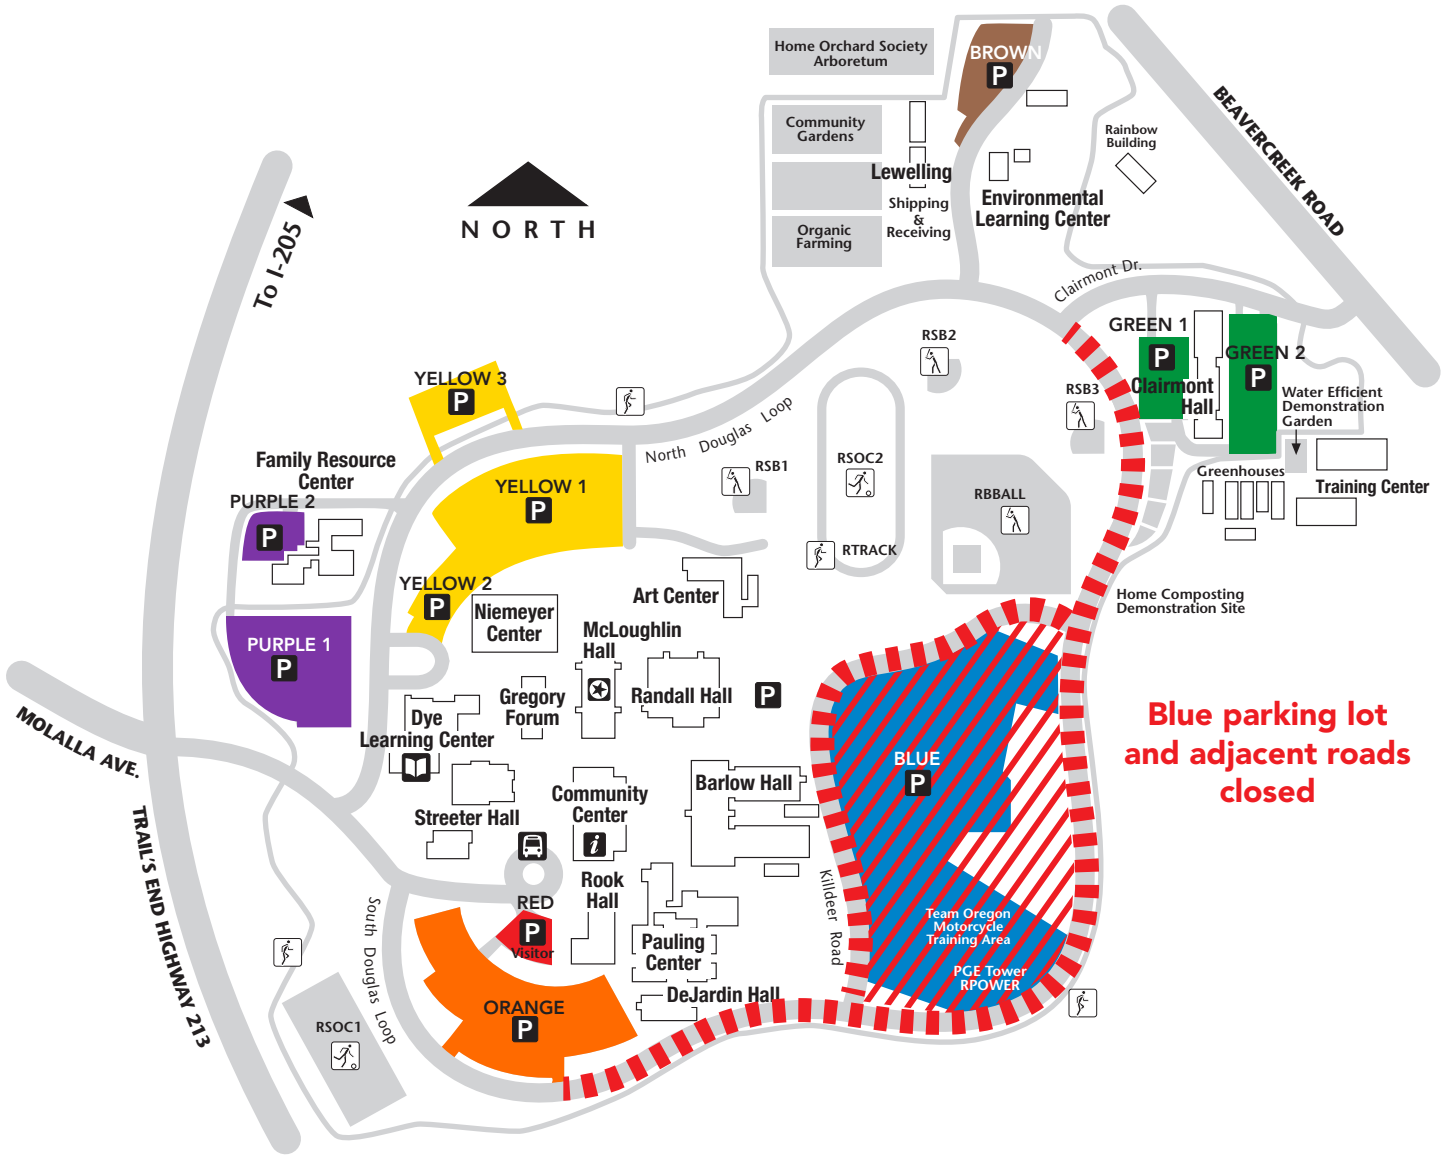 Home Orchard Society
Arboretum
BROWN
P
BEAVERCREEK ROAD
Community
Gardens
Rainbow
Building
Lewelling
Shipping
&
Receiving
Environmental
Learning Center
Organic
Farming
NORTH
To I-205
Clairmont Dr.
GREEN 1
P
GREEN 2
P
Clairmont
Hall
Water Efficient
Demonstration
Garden
Greenhouses
Training Center
RSB2
RSB3
YELLOW 3
P
North Douglas Loop
RSB1
RSOC2
RBBALL
RTRACK
Family Resource
Center
PURPLE 2
P
YELLOW 1
P
YELLOW 2
P
Niemeyer
Center
Art Center
Home Composting
Demonstration Site
PURPLE 1
P
McLoughlin
Hall
Gregory
Forum
Randall Hall
P
Dye
Learning Center
MOLALLA AVE.
Blue parking lot
and adjacent roads
closed
BLUE
P
Barlow Hall
Streeter Hall
Community
Center
i
TRAIL'S END HIGHWAY 213
Rook
Hall
Killdeer Road
RED
P
Visitor
South Douglas Loop
Team Oregon
Motorcycle
Training Area
Pauling
Center
PGE Tower
RPOWER
DeJardin Hall
ORANGE
P
RSOC1